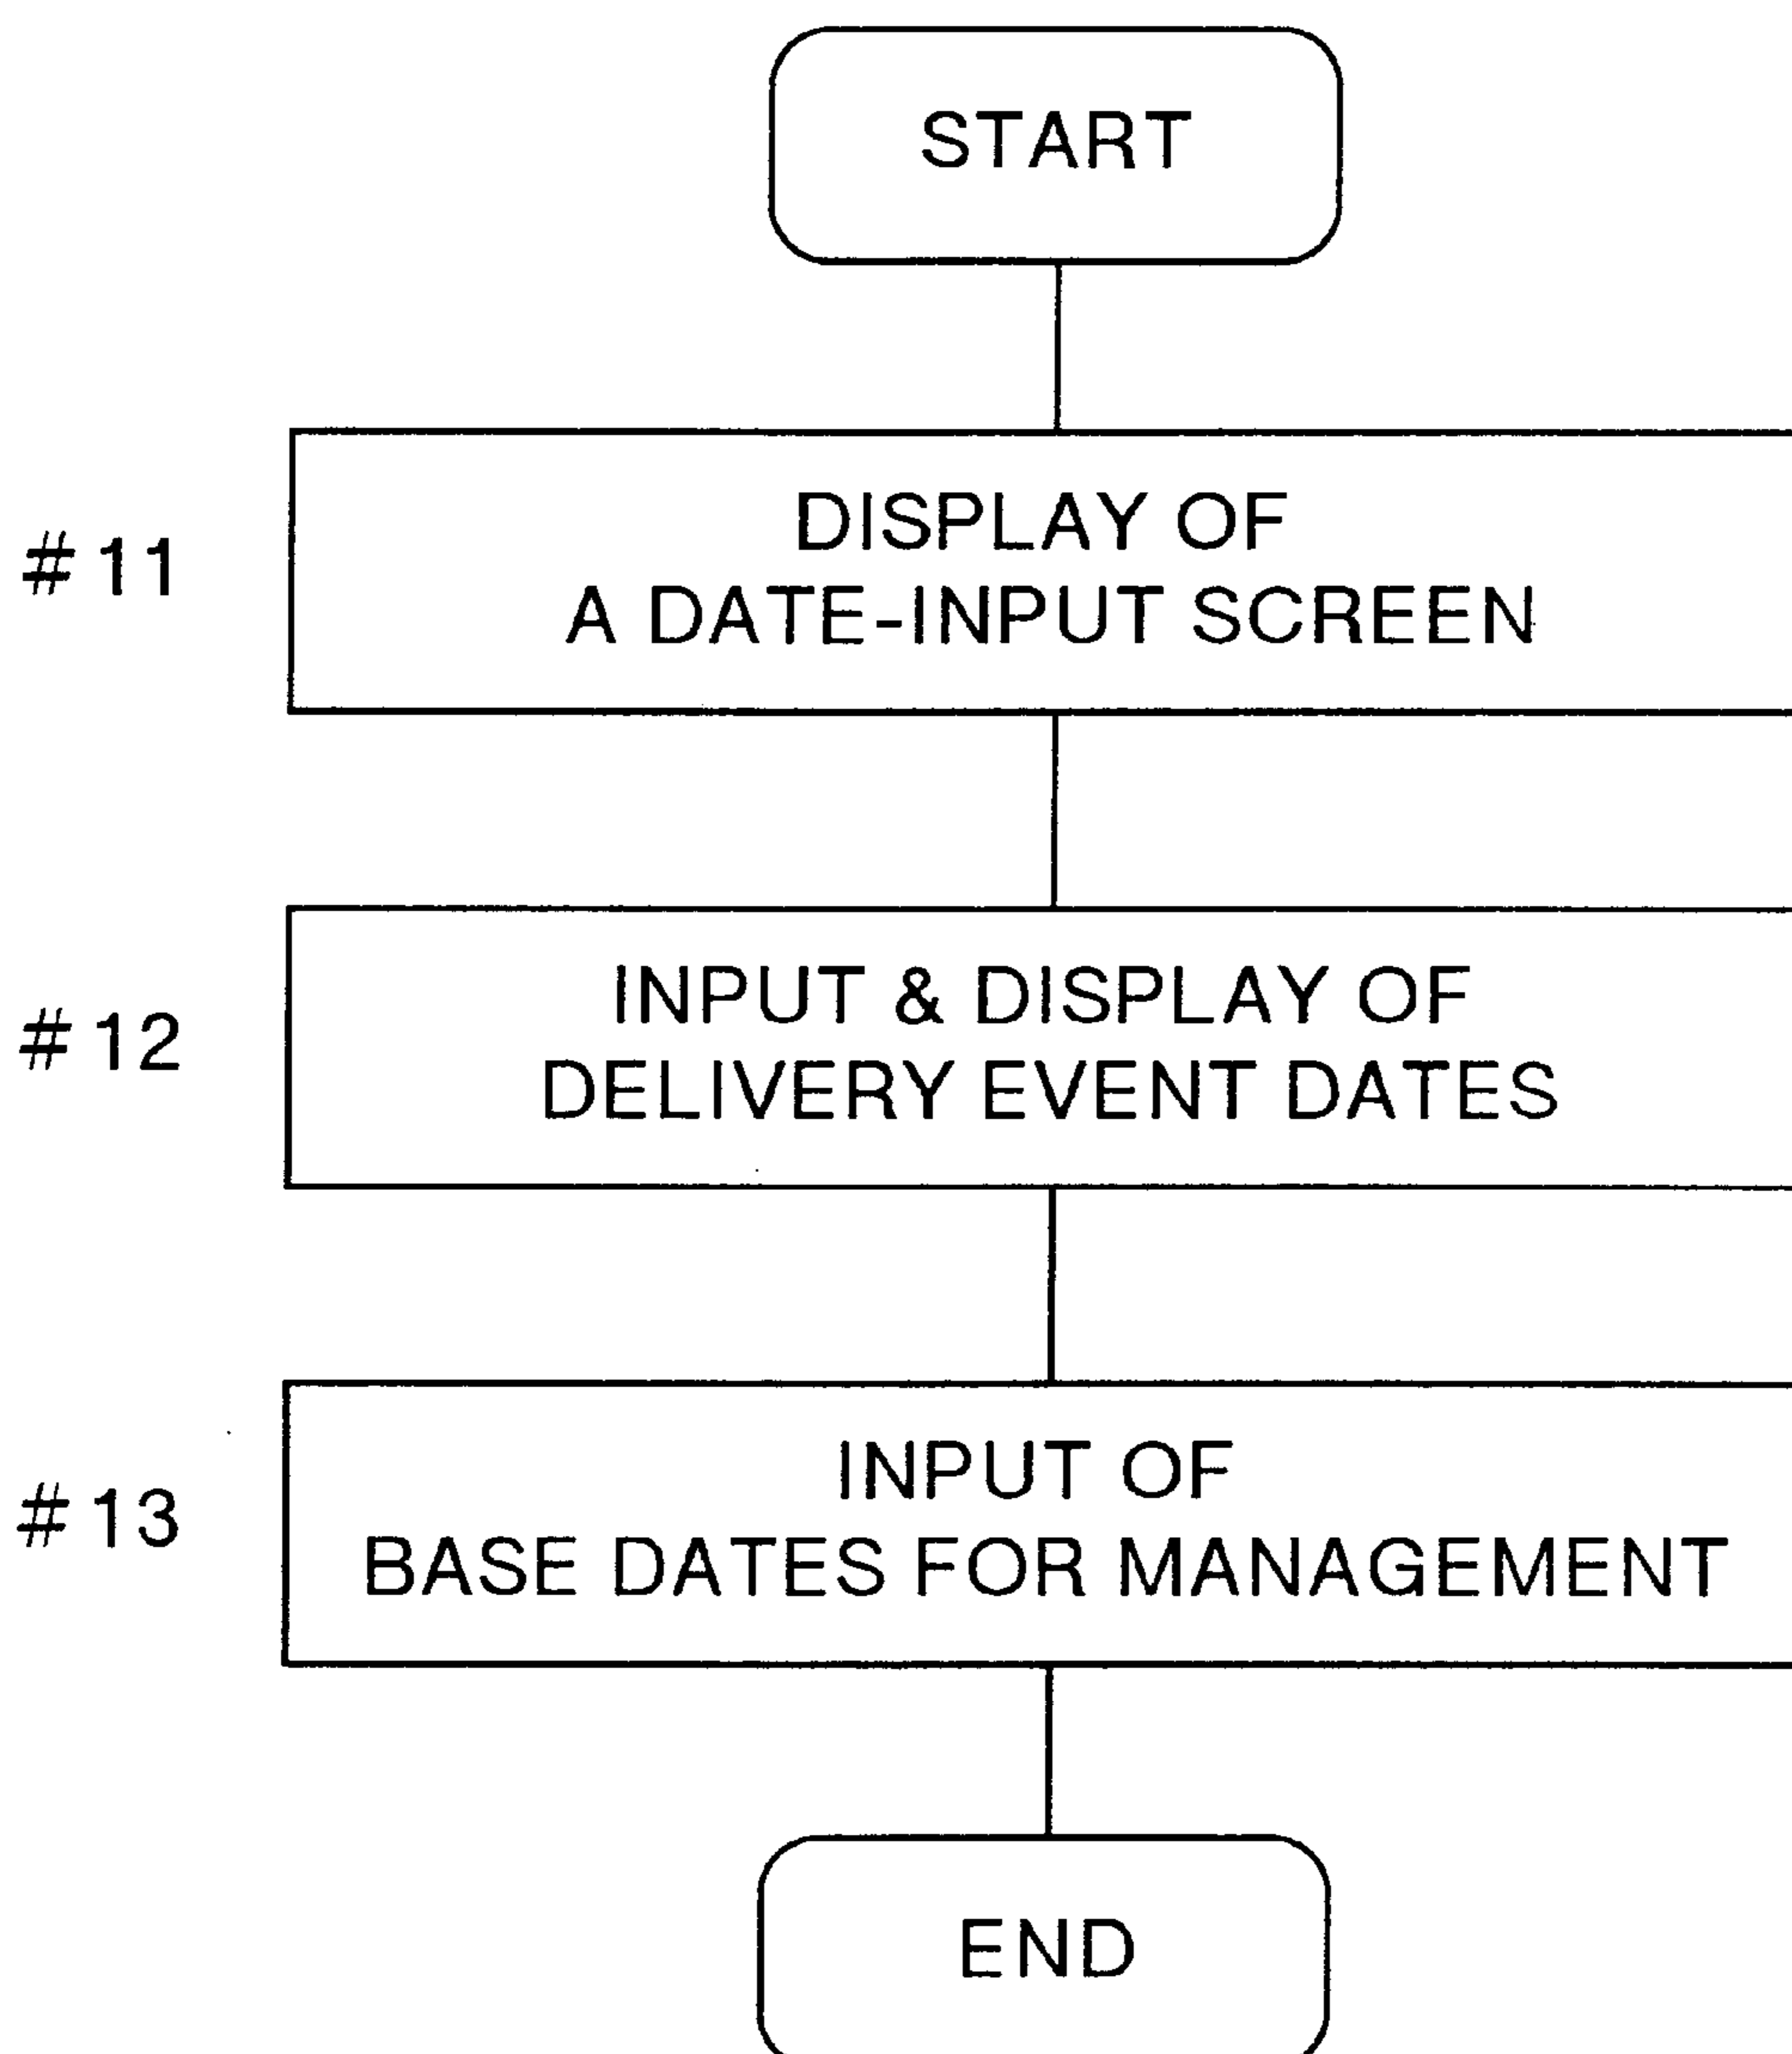 START
#11
DISPLAY OF
A DATE-INPUT SCREEN
#12
INPUT & DISPLAY OF
DELIVERY EVENT DATES
#13
INPUT OF
BASE DATES FOR MANAGEMENT
END